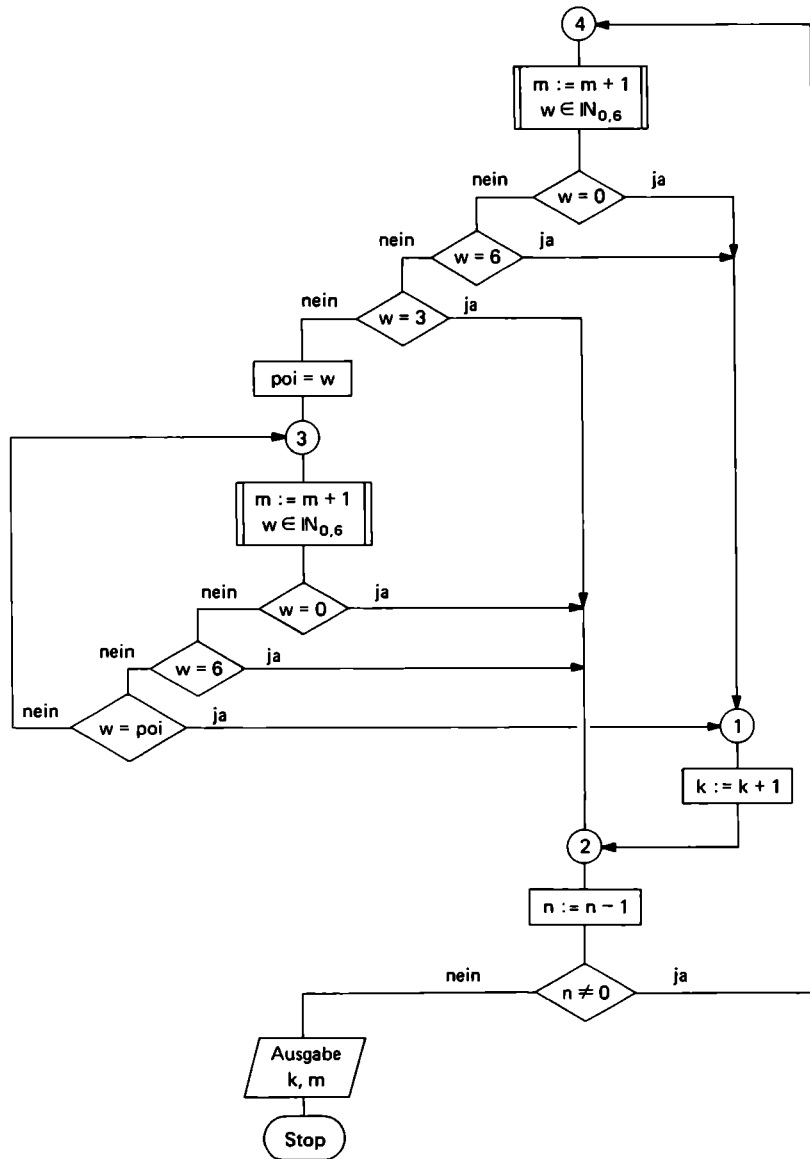 4
m := m + 1
w ∈ ℕ₀,₆
nein
w = 0
ja
nein
w = 6
ja
nein
w = 3
ja
poi = w
3
m := m + 1
w ∈ ℕ₀,₆
nein
w = 0
ja
nein
w = 6
ja
nein
w = poi
ja
1
k := k + 1
2
n := n − 1
nein
n ≠ 0
ja
Ausgabe
k, m
Stop